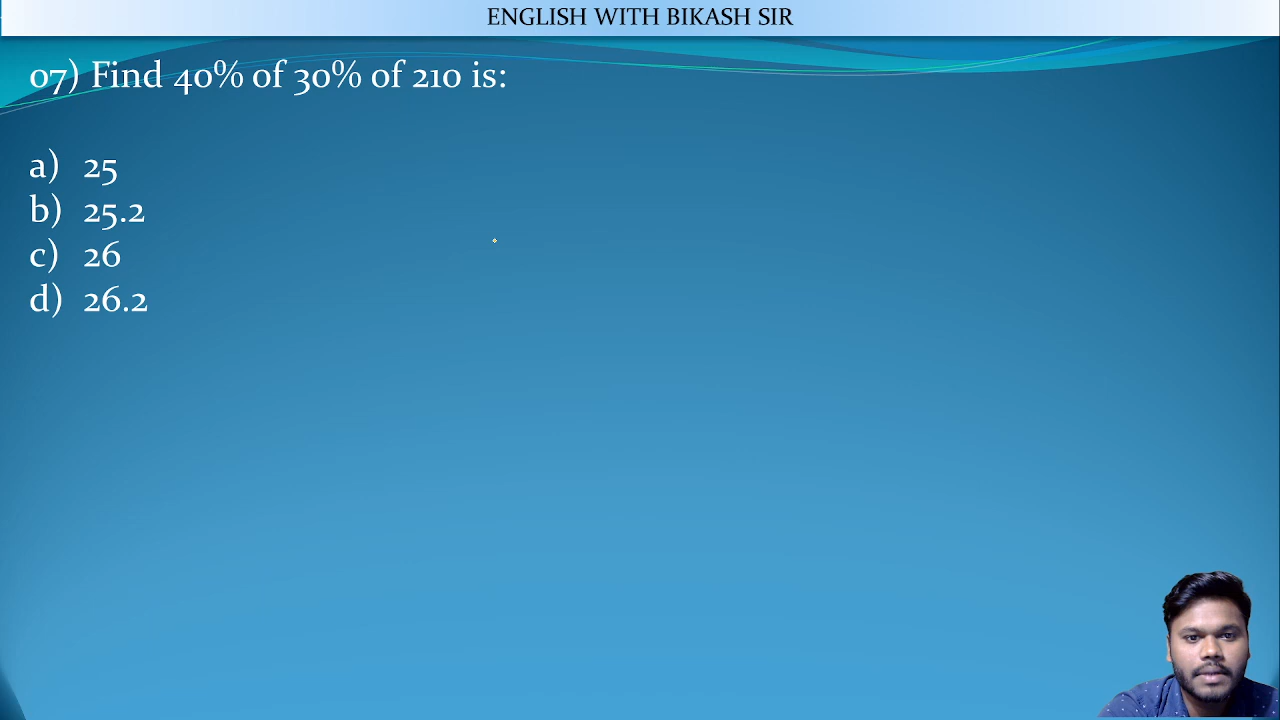 ENGLISH WITH BIKASH SIR
07) Find 40% of 30% of 210 is:
a) 25
b) 25.2
c) 26
d) 26.2